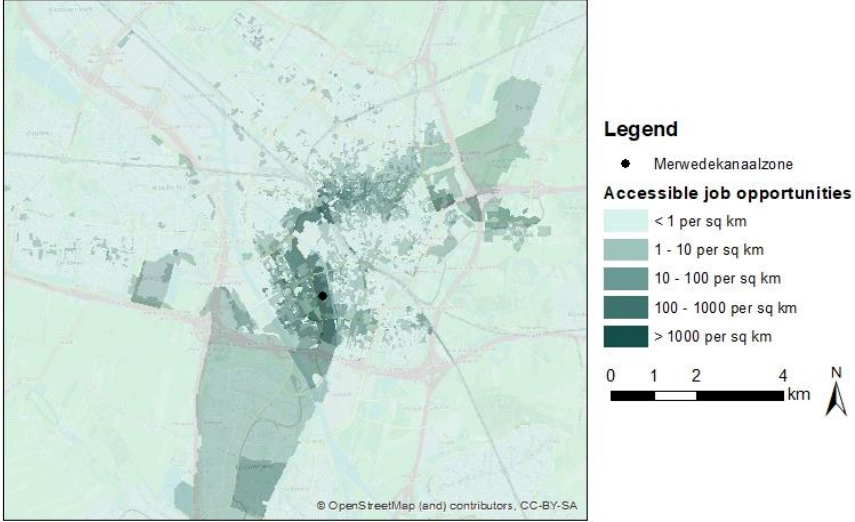 Legend
Merwedekanaalzone
Accessible job opportunities
< 1 per sq km
1 - 10 per sq km
10 - 100 per sq km
100 - 1000 per sq km
> 1000 per sq km
0 1 2 4
km
N
© OpenStreetMap (and) contributors, CC-BY-SA